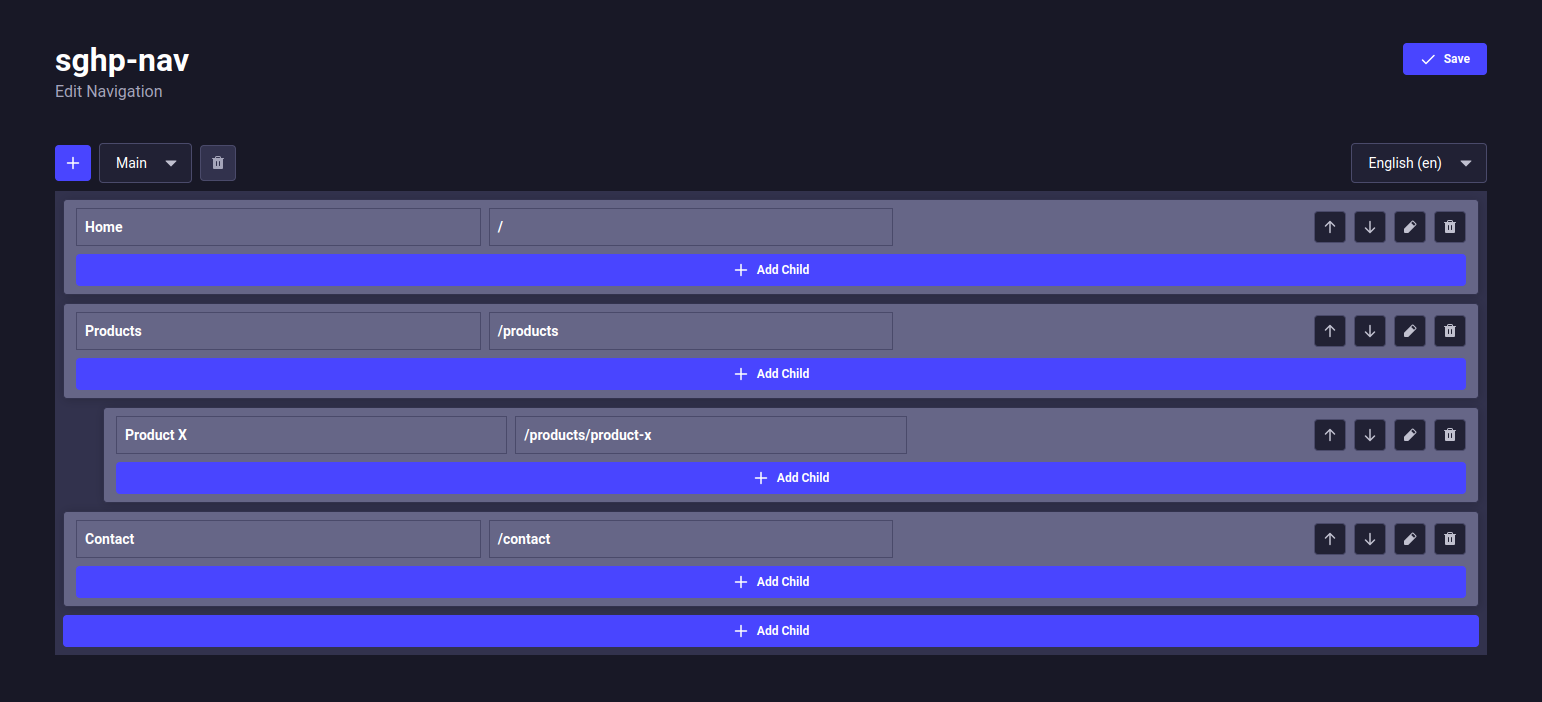 sghp-nav
Save
Edit Navigation
Main
English (en)
Home
/
Add Child
Products
/products
Add Child
Product X
/products/product-x
Add Child
Contact
/contact
Add Child
Add Child